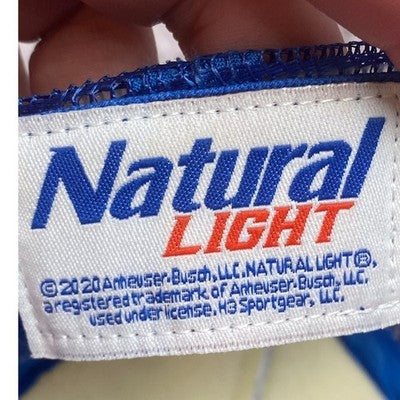 Natural
LIGHT
©2020 Anheuser-Busch, LLC. NATURAL LIGHT®,
a registered trademark of Anheuser-Busch, LLC,
used under license. H3 Sportgear, LLC.